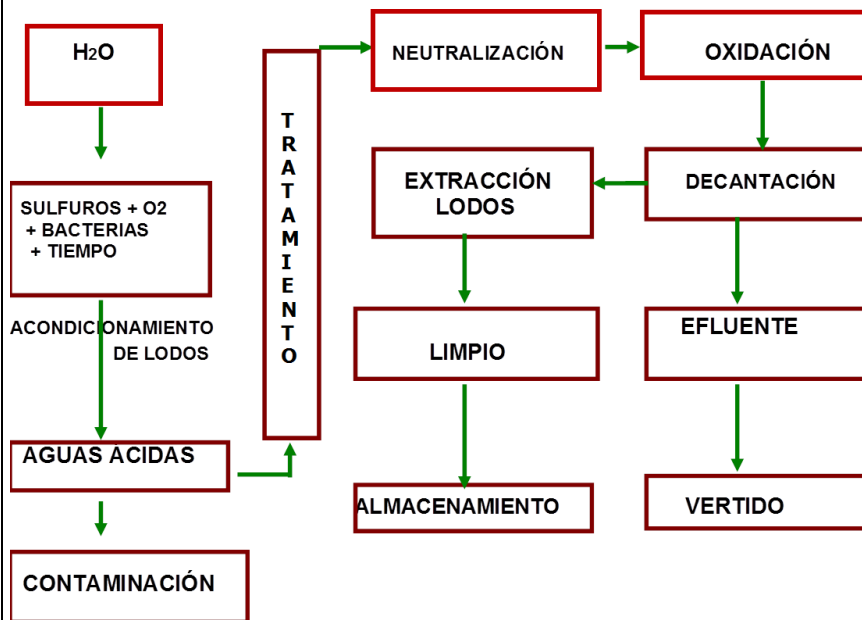 H2O
SULFUROS + O2
+ BACTERIAS
+ TIEMPO
ACONDICIONAMIENTO
DE LODOS
AGUAS ÁCIDAS
CONTAMINACIÓN
TRATAMIENTO
NEUTRALIZACIÓN
OXIDACIÓN
DECANTACIÓN
EXTRACCIÓN
LODOS
LIMPIO
ALMACENAMIENTO
EFLUENTE
VERTIDO